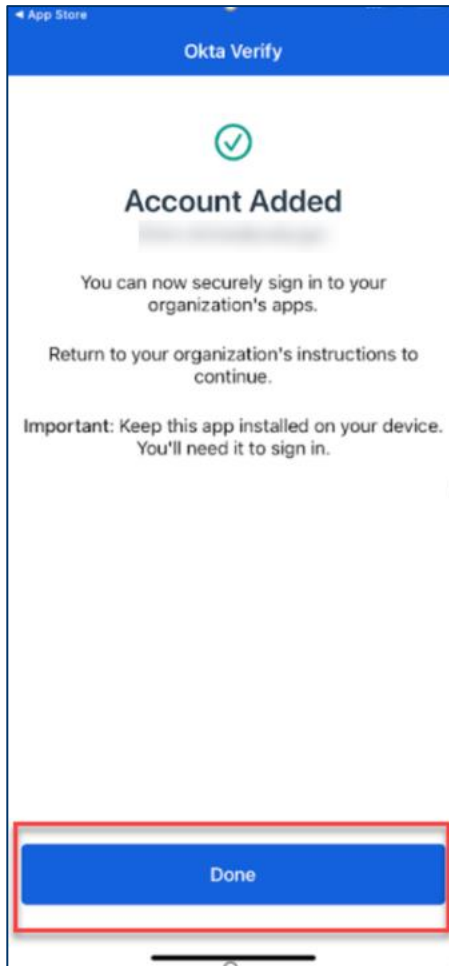 ◀ App Store
Okta Verify
Account Added
You can now securely sign in to your
organization's apps.
Return to your organization's instructions to
continue.
Important: Keep this app installed on your device.
You'll need it to sign in.
Done